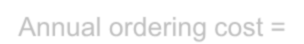 Annual ordering cost =